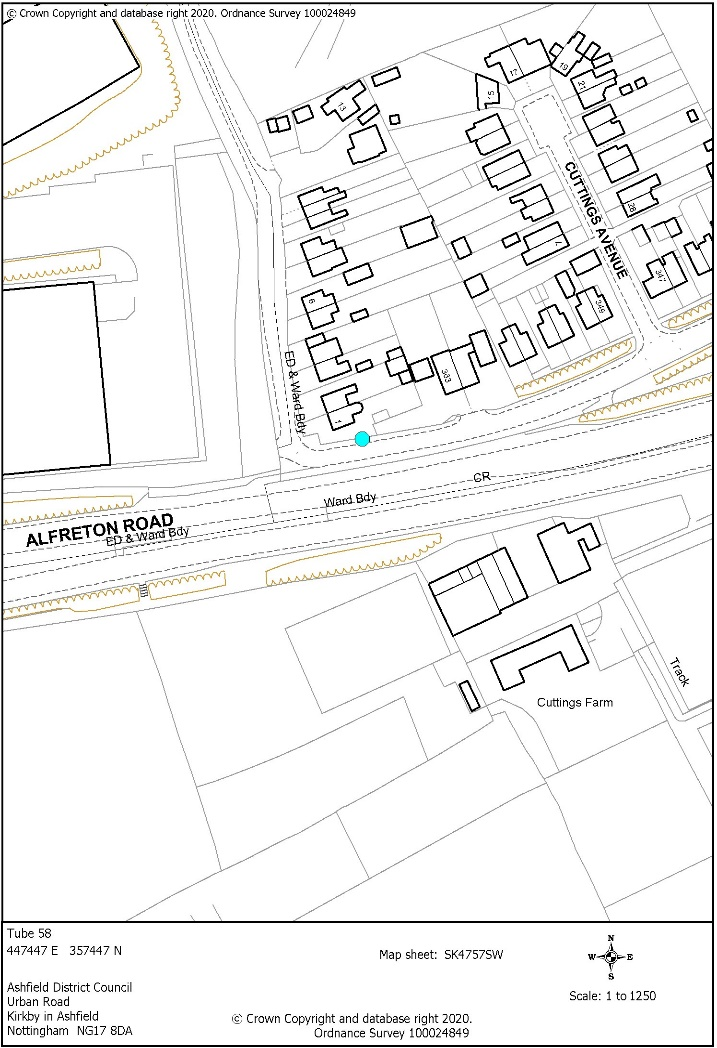 © Crown Copyright and database right 2020. Ordnance Survey 100024849
17
19
21
15
13
CUTTINGS AVENUE
28
4
347
6
349
ED & Ward Bdy
363
1
CR
Ward Bdy
ALFRETON ROAD
ED & Ward Bdy
Track
Cuttings Farm
Tube 58
447447 E 357447 N
Map sheet: SK4757SW
N
W E
S
Scale: 1 to 1250
Ashfield District Council
Urban Road
Kirkby in Ashfield
Nottingham NG17 8DA
© Crown Copyright and database right 2020.
Ordnance Survey 100024849